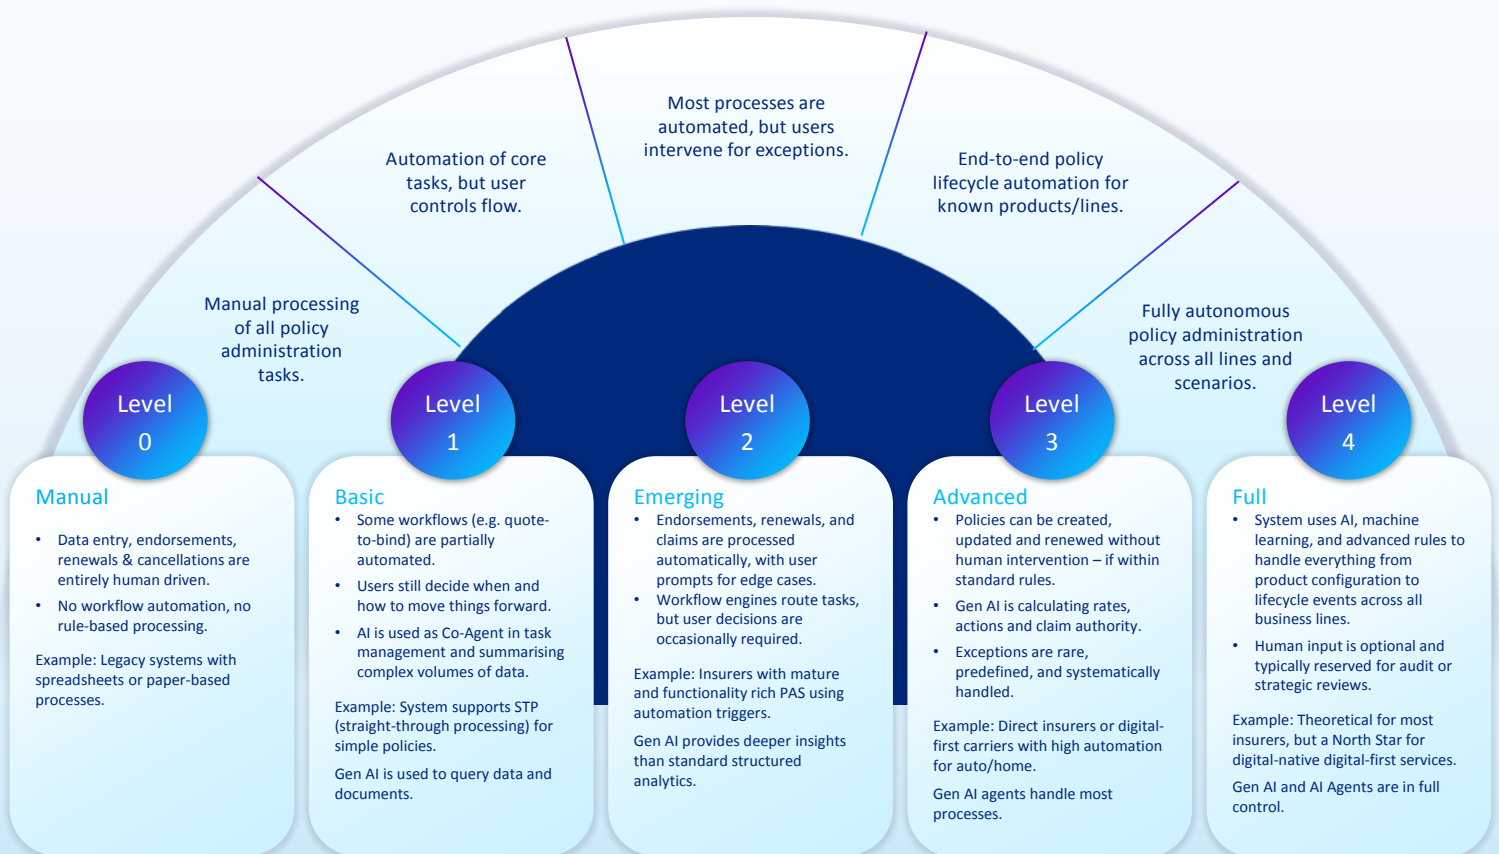 Most processes are
automated, but users
intervene for exceptions.
Automation of core
tasks, but user
controls flow.
End-to-end policy
lifecycle automation for
known products/lines.
Manual processing
of all policy
administration
tasks.
Fully autonomous
policy administration
across all lines and
scenarios.
Level
0
Manual
• Data entry, endorsements,
renewals & cancellations are
entirely human driven.
• No workflow automation, no
rule-based processing.
Example: Legacy systems with
spreadsheets or paper-based
processes.
Level
1
Basic
• Some workflows (e.g. quote-
to-bind) are partially
automated.
• Users still decide when and
how to move things forward.
• AI is used as Co-Agent in task
management and summarising
complex volumes of data.
Example: System supports STP
(straight-through processing) for
simple policies.
Gen AI is used to query data and
documents.
Level
2
Emerging
• Endorsements, renewals, and
claims are processed
automatically, with user
prompts for edge cases.
• Workflow engines route tasks,
but user decisions are
occasionally required.
Example: Insurers with mature
and functionality rich PAS using
automation triggers.
Gen AI provides deeper insights
than standard structured
analytics.
Level
3
Advanced
• Policies can be created,
updated and renewed without
human intervention – if within
standard rules.
• Gen AI is calculating rates,
actions and claim authority.
• Exceptions are rare,
predefined, and systematically
handled.
Example: Direct insurers or digital-
first carriers with high automation
for auto/home.
Gen AI agents handle most
processes.
Level
4
Full
• System uses AI, machine
learning, and advanced rules to
handle everything from
product configuration to
lifecycle events across all
business lines.
• Human input is optional and
typically reserved for audit or
strategic reviews.
Example: Theoretical for most
insurers, but a North Star for
digital-native digital-first services.
Gen AI and AI Agents are in full
control.